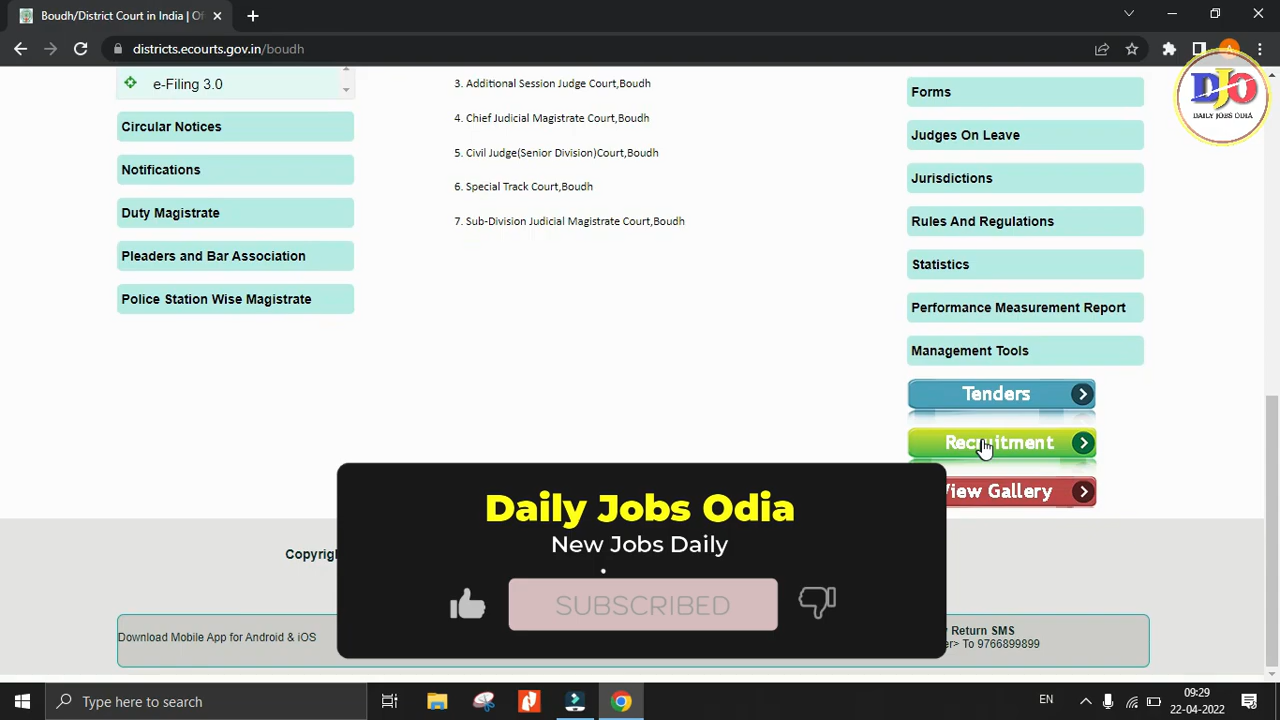 Boudh/District Court in India | Of
districts.ecourts.gov.in/boudh
e-Filing 3.0
Circular Notices
Notifications
Duty Magistrate
Pleaders and Bar Association
Police Station Wise Magistrate
3. Additional Session Judge Court,Boudh
4. Chief Judicial Magistrate Court,Boudh
5. Civil Judge(Senior Division)Court,Boudh
6. Special Track Court,Boudh
7. Sub-Division Judicial Magistrate Court,Boudh
DJO
DAILY JOBS ODIA
Forms
Judges On Leave
Jurisdictions
Rules And Regulations
Statistics
Performance Measurement Report
Management Tools
Tenders
Recruitment
View Gallery
Daily Jobs Odia
New Jobs Daily
SUBSCRIBED
Download Mobile App for Android & iOS
Return SMS
To 9766899899
Type here to search
EN
09:29
22-04-2022